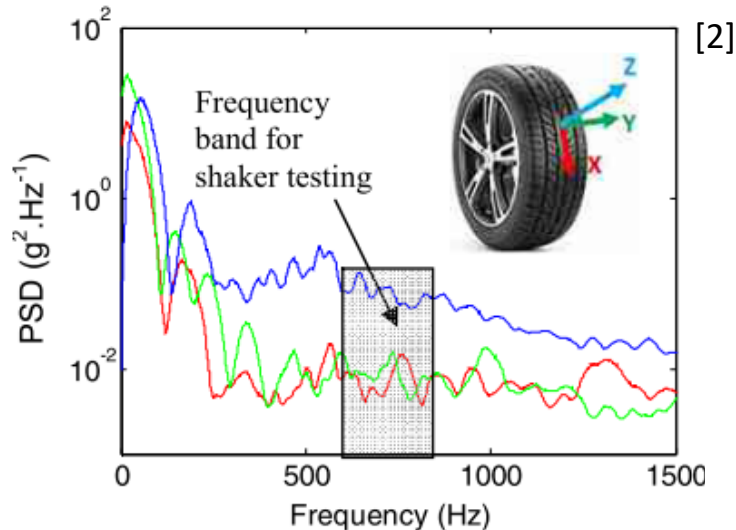 10²
[2]
Z
Y
X
Frequency
band for
shaker testing
10⁰
PSD (g².Hz⁻¹)
10⁻²
0
500
1000
1500
Frequency (Hz)